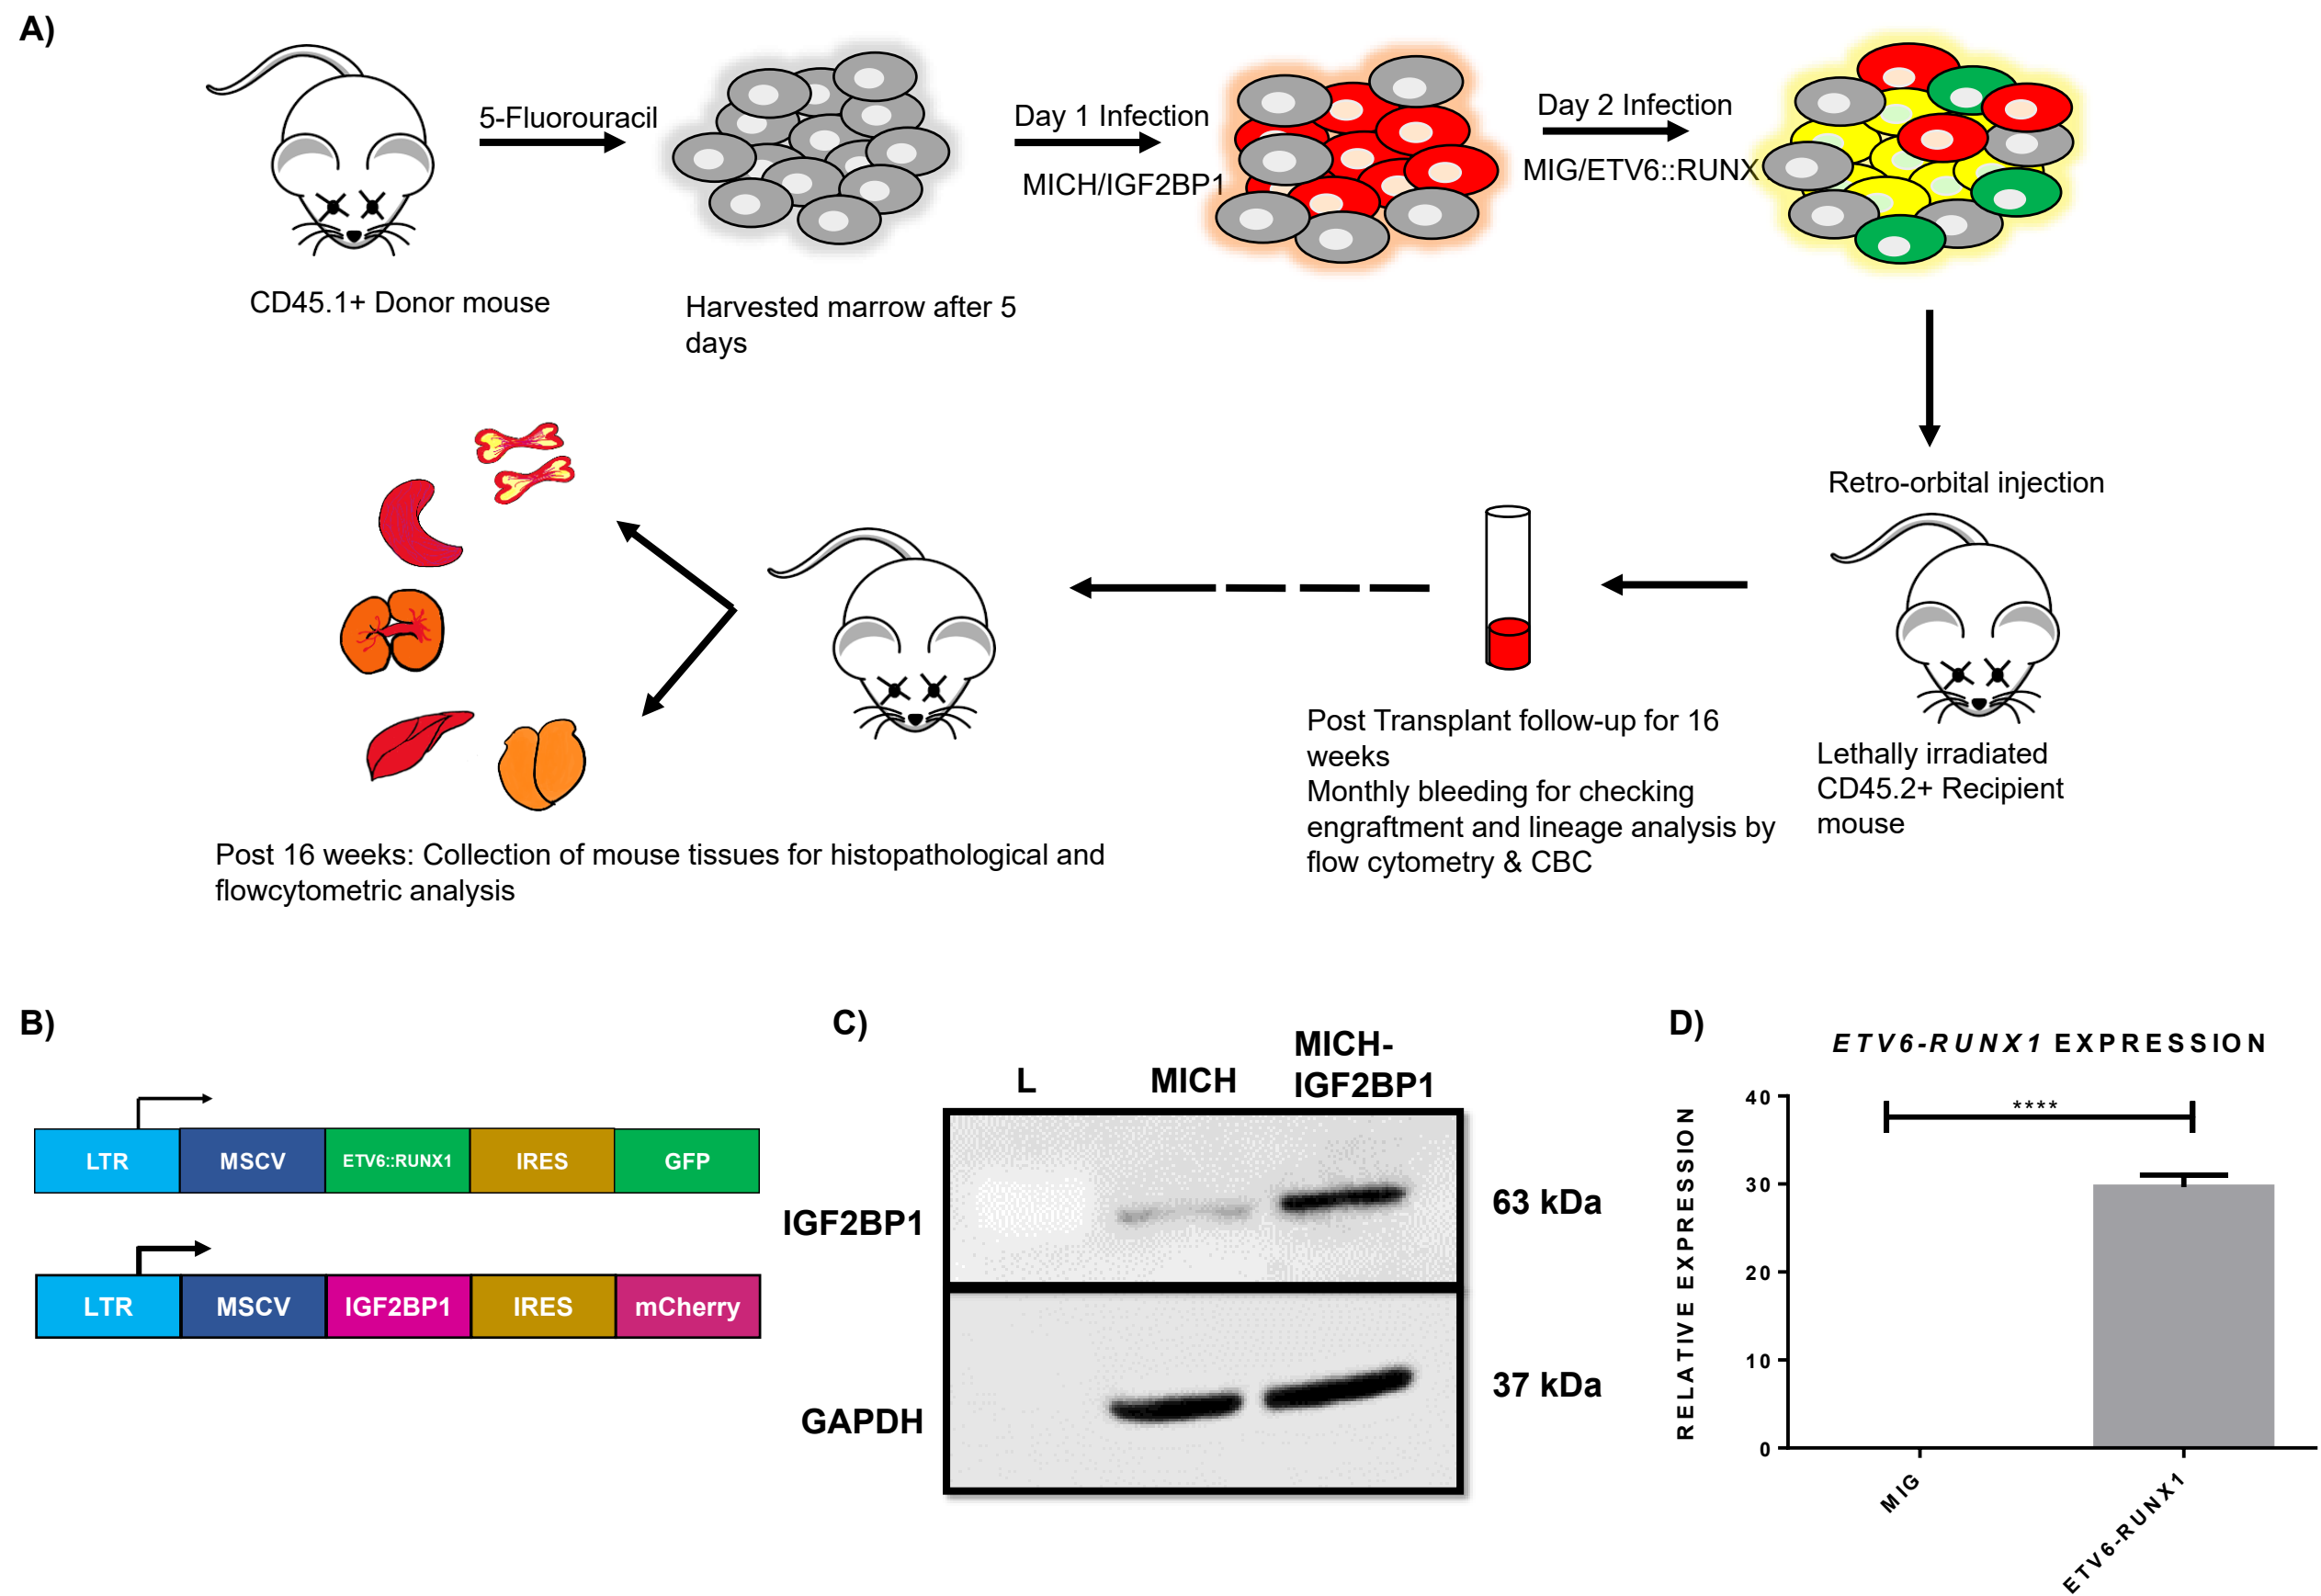 A)
5-Fluorouracil
Day 1 Infection
MICH/IGF2BP1
Day 2 Infection
MIG/ETV6::RUNX
CD45.1+ Donor mouse
Harvested marrow after 5
days
Retro-orbital injection
Lethally irradiated
CD45.2+ Recipient
mouse
Post Transplant follow-up for 16
weeks
Monthly bleeding for checking
engraftment and lineage analysis by
flow cytometry & CBC
Post 16 weeks: Collection of mouse tissues for histopathological and
flowcytometric analysis
B)
LTR MSCV ETV6::RUNX1 IRES GFP
LTR MSCV IGF2BP1 IRES mCherry
C)
L MICH MICH-
IGF2BP1
IGF2BP1 63 kDa
GAPDH 37 kDa
D)
ETV6-RUNX1 EXPRESSION
RELATIVE EXPRESSION
40
30
20
10
0
****
MIG
ETV6-RUNX1